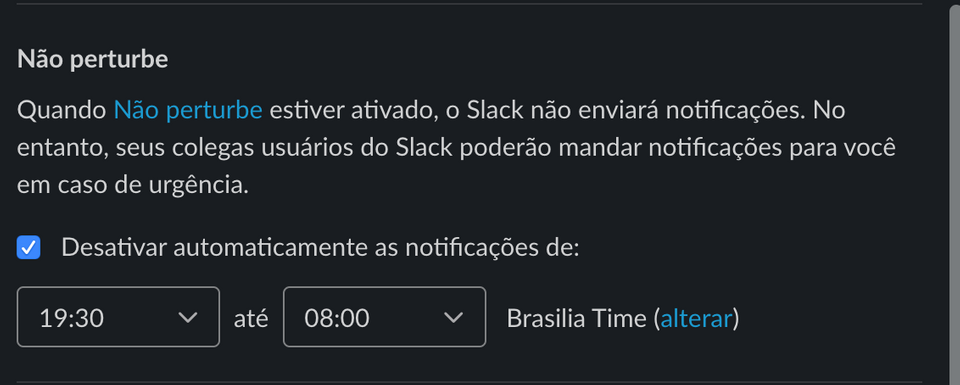 Não perturbe
Quando Não perturbe estiver ativado, o Slack não enviará notificações. No
entanto, seus colegas usuários do Slack poderão mandar notificações para você
em caso de urgência.
Desativar automaticamente as notificações de:
19:30 até 08:00 Brasilia Time (alterar)